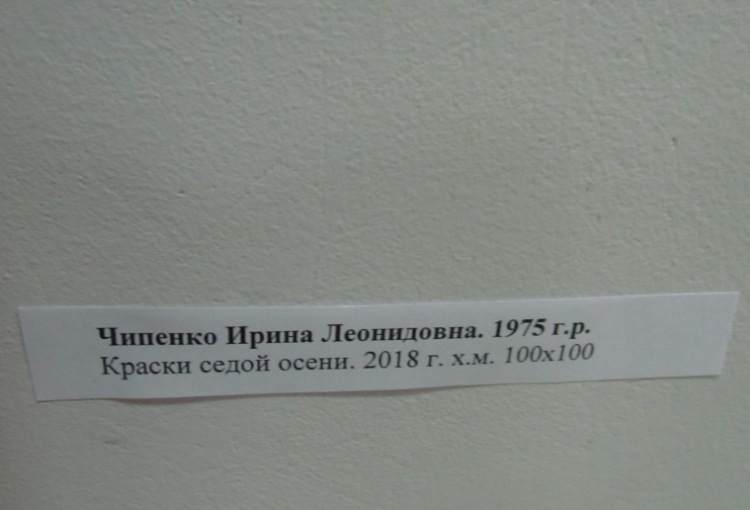 Чипенко Ирина Леонидовна. 1975 г.р.
Краски седой осени. 2018 г. х.м. 100х100